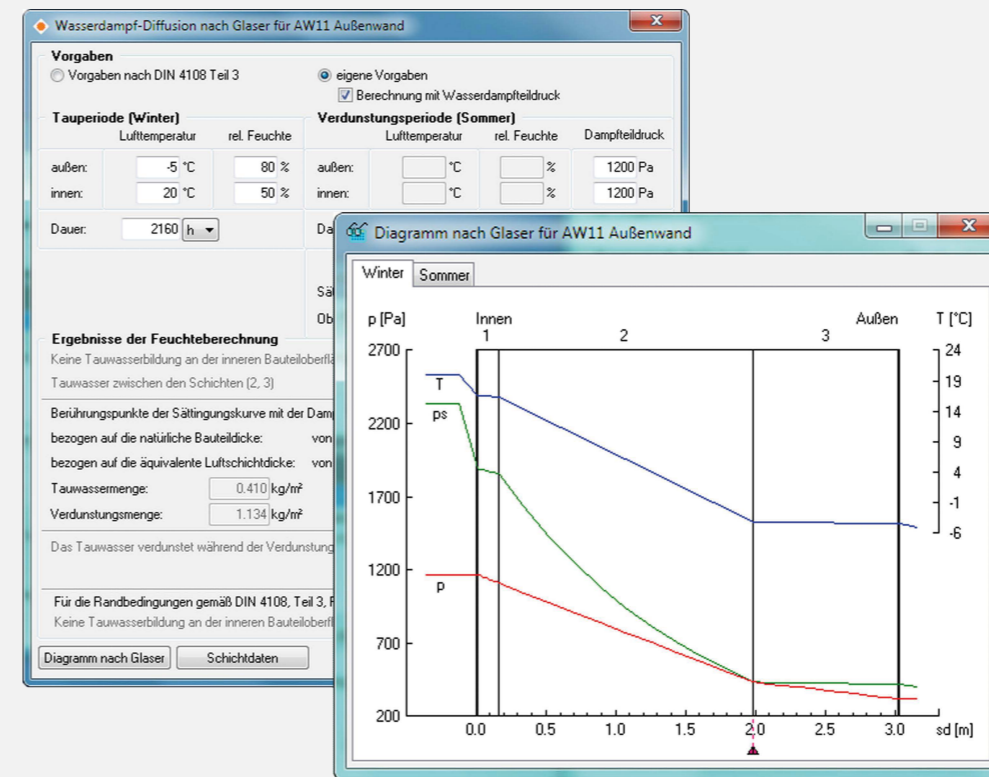 Wasserdampf-Diffusion nach Glaser für AW11 Außenwand
Vorgaben
Vorgaben nach DIN 4108 Teil 3
eigene Vorgaben
Berechnung mit Wasserdampfteildruck
Tauperiode (Winter)
Verdunstungsperiode (Sommer)
Lufttemperatur rel. Feuchte Lufttemperatur rel. Feuchte Dampfteildruck
außen: -5 °C 80 % außen: °C % 1200 Pa
innen: 20 °C 50 % innen: °C % 1200 Pa
Dauer: 2160 h Da
Sä
Ob
Ergebnisse der Feuchteberechnung
Keine Tauwasserbildung an der inneren Bauteiloberflä
Tauwasser zwischen den Schichten (2, 3)
Berührungspunkte der Sättingungskurve mit der Damp
bezogen auf die natürliche Bauteildicke: von
bezogen auf die äquivalente Luftschichtdicke: von
Tauwassermenge: 0.410 kg/m²
Verdunstungsmenge: 1.134 kg/m²
Das Tauwasser verdunstet während der Verdunstung
Für die Randbedingungen gemäß DIN 4108, Teil 3, F
Keine Tauwasserbildung an der inneren Bauteiloberfl
Diagramm nach Glaser Schichtdaten
Diagramm nach Glaser für AW11 Außenwand
Winter Sommer
p [Pa] Innen Außen T [°C]
1 2 3
2700 24
19
T
ps
2200 14
9
1700 4
-1
-6
1200
p
700
200
0.0 0.5 1.0 1.5 2.0 2.5 3.0 sd [m]